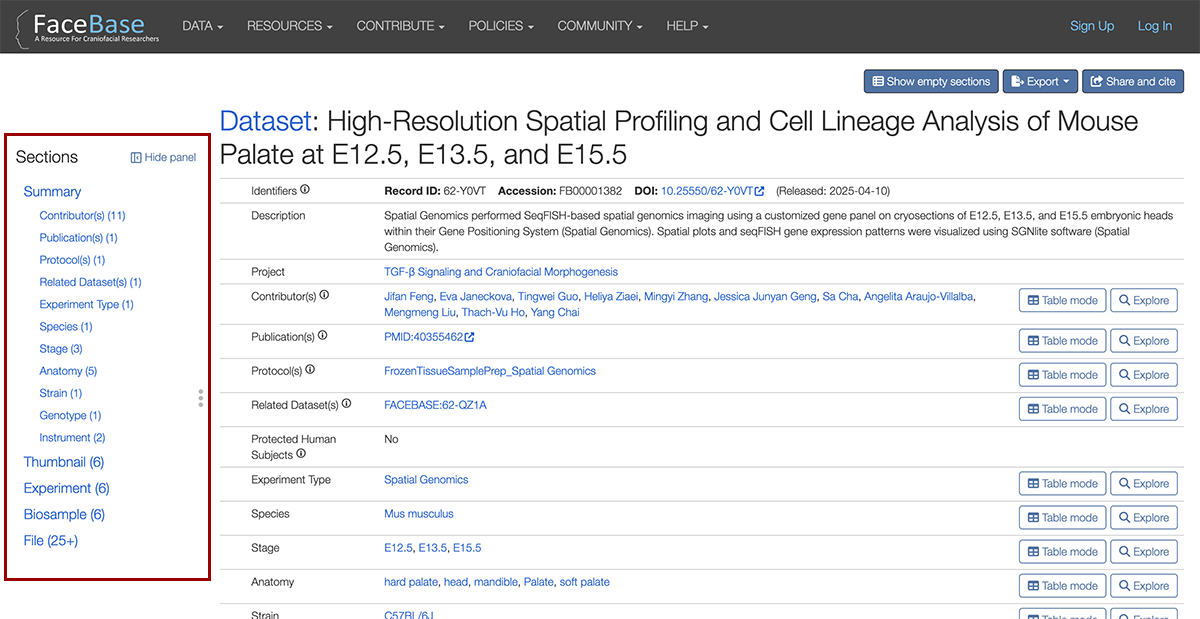 FaceBase
A Resource For Craniofacial Researchers
DATA RESOURCES CONTRIBUTE POLICIES COMMUNITY HELP Sign Up Log In
Show empty sections Export Share and cite
Dataset: High-Resolution Spatial Profiling and Cell Lineage Analysis of Mouse
Palate at E12.5, E13.5, and E15.5
Sections Hide panel
Summary
Contributor(s) (11)
Publication(s) (1)
Protocol(s) (1)
Related Dataset(s) (1)
Experiment Type (1)
Species (1)
Stage (3)
Anatomy (5)
Strain (1)
Genotype (1)
Instrument (2)
Thumbnail (6)
Experiment (6)
Biosample (6)
File (25+)
Identifiers Record ID: 62-Y0VT Accession: FB00001382 DOI: 10.25550/62-Y0VT (Released: 2025-04-10)
Description Spatial Genomics performed SeqFISH-based spatial genomics imaging using a customized gene panel on cryosections of E12.5, E13.5, and E15.5 embryonic heads
within their Gene Positioning System (Spatial Genomics). Spatial plots and seqFISH gene expression patterns were visualized using SGNlite software (Spatial
Genomics).
Project TGF-β Signaling and Craniofacial Morphogenesis
Contributor(s) Jifan Feng, Eva Janeckova, Tingwei Guo, Heliya Ziaei, Mingyi Zhang, Jessica Junyan Geng, Sa Cha, Angelita Araujo-Villalba, Table mode Explore
Mengmeng Liu, Thach-Vu Ho, Yang Chai
Publication(s) PMID:40355462 Table mode Explore
Protocol(s) FrozenTissueSamplePrep_Spatial Genomics Table mode Explore
Related Dataset(s) FACEBASE:62-QZ1A Table mode Explore
Protected Human No
Subjects
Experiment Type Spatial Genomics Table mode Explore
Species Mus musculus Table mode Explore
Stage E12.5, E13.5, E15.5 Table mode Explore
Anatomy hard palate, head, mandible, Palate, soft palate Table mode Explore
Strain C57BL/6J Table mode Explore